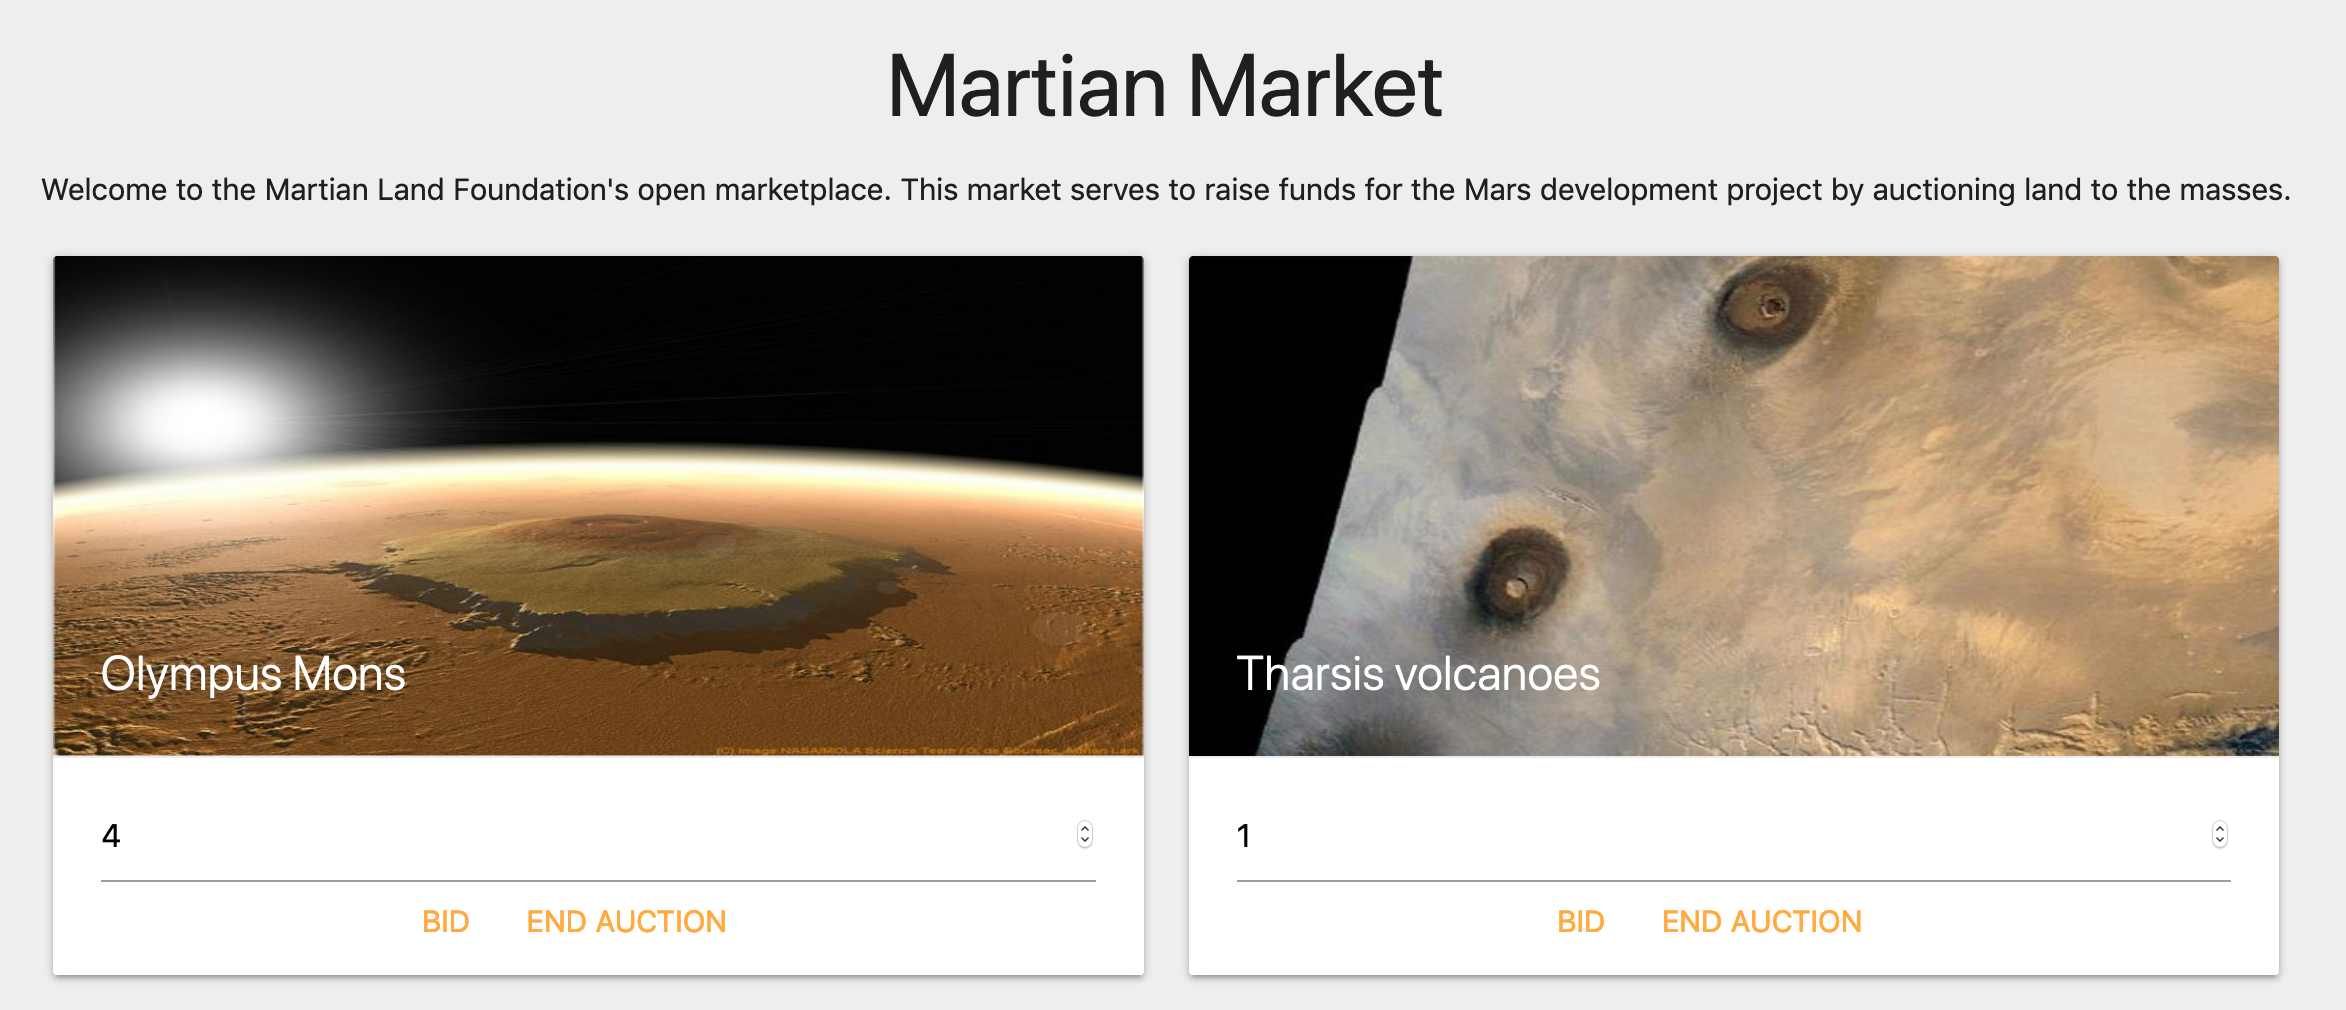 Martian Market
Welcome to the Martian Land Foundation's open marketplace. This market serves to raise funds for the Mars development project by auctioning land to the masses.
Olympus Mons
(C) Image NASA/MOLA Science Team / O. de Goursac, Adrian Lark
4
BID END AUCTION
Tharsis volcanoes
1
BID END AUCTION